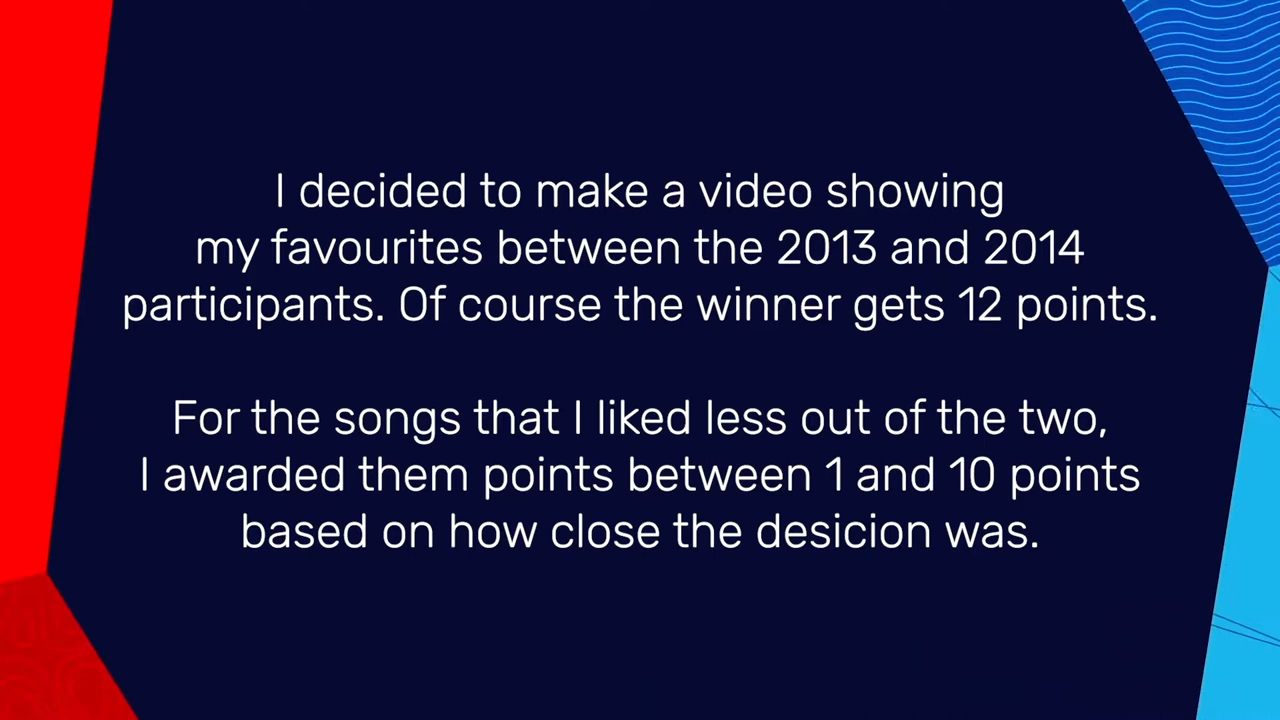 I decided to make a video showing
my favourites between the 2013 and 2014
participants. Of course the winner gets 12 points.
For the songs that I liked less out of the two,
I awarded them points between 1 and 10 points
based on how close the desicion was.